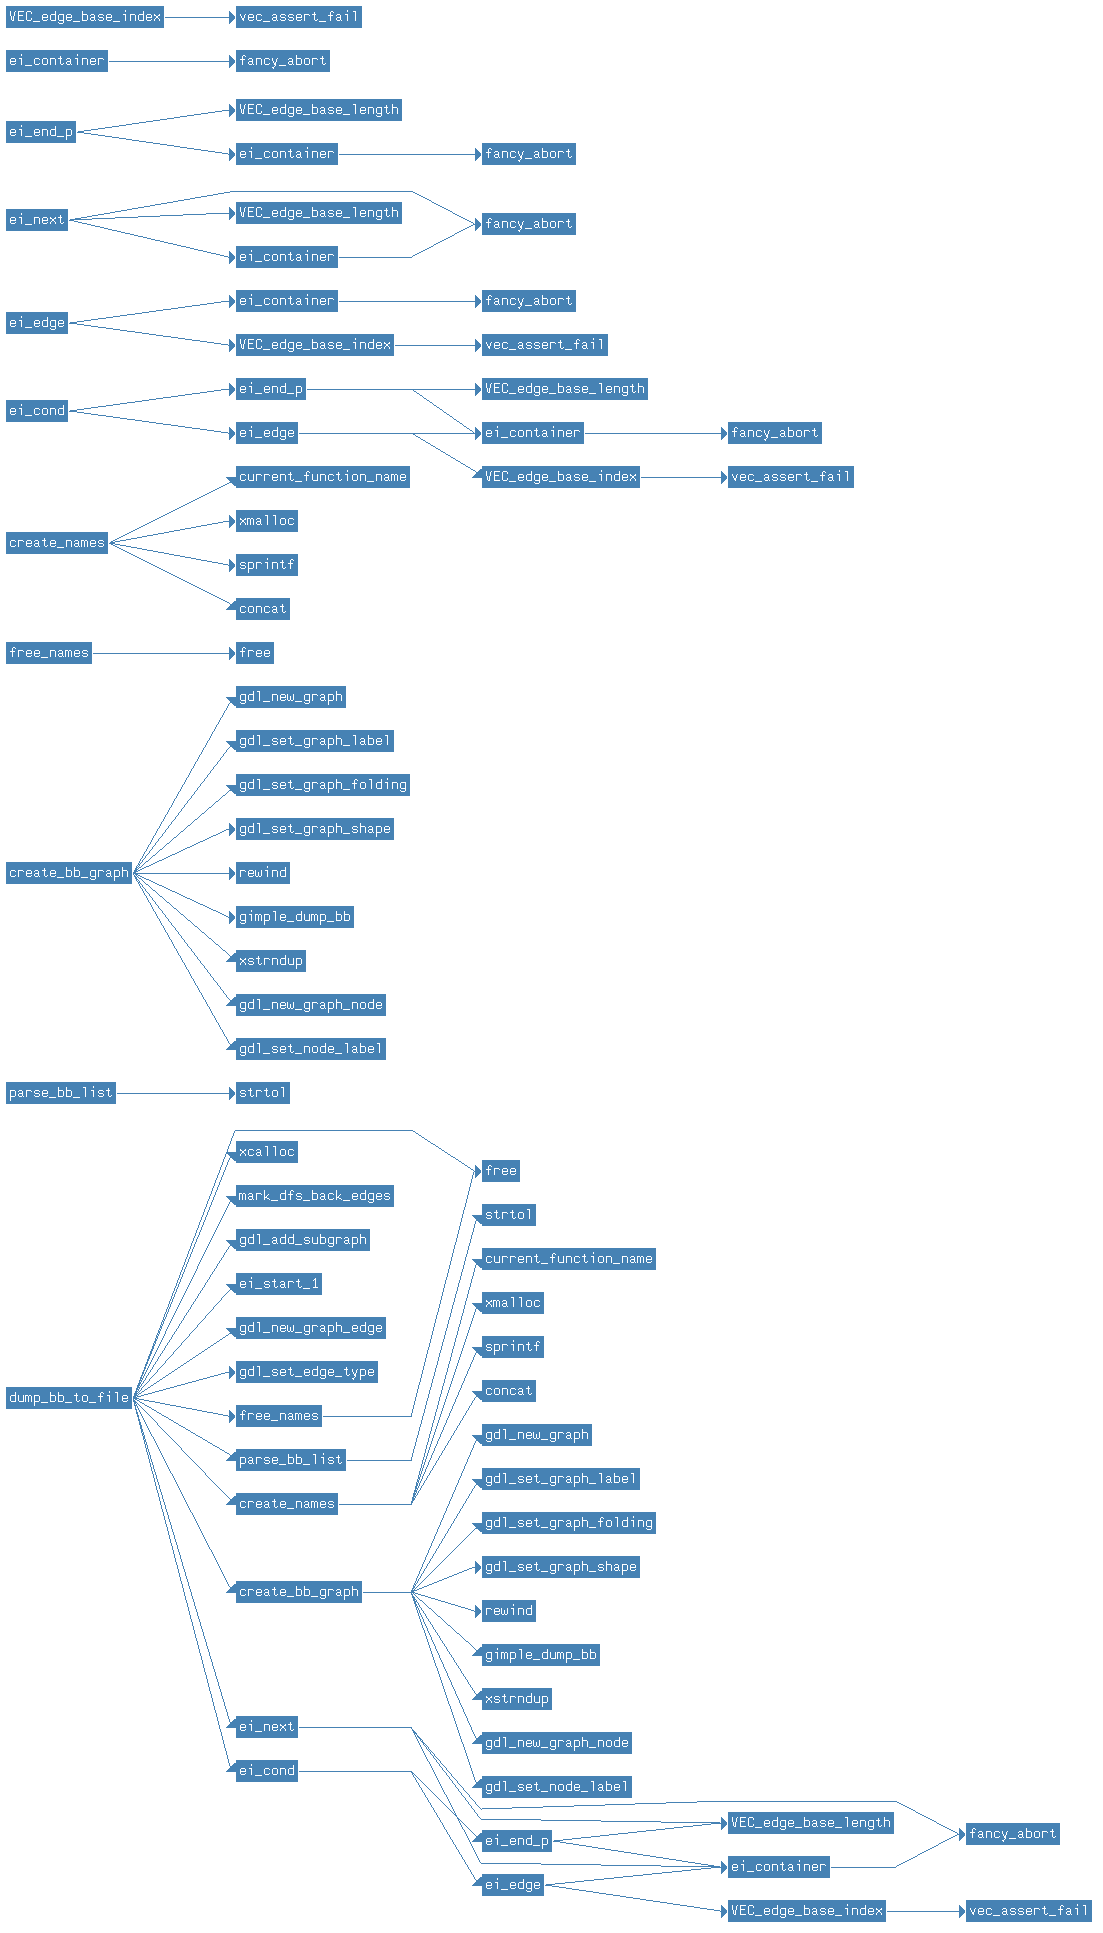 VEC_edge_base_index vec_assert_fail
ei_container fancy_abort
VEC_edge_base_length
ei_end_p
ei_container fancy_abort
VEC_edge_base_length
ei_next fancy_abort
ei_container
ei_container fancy_abort
ei_edge
VEC_edge_base_index vec_assert_fail
ei_end_p VEC_edge_base_length
ei_cond
ei_edge ei_container fancy_abort
current_function_name VEC_edge_base_index vec_assert_fail
xmalloc
create_names
sprintf
concat
free_names free
gdl_new_graph
gdl_set_graph_label
gdl_set_graph_folding
gdl_set_graph_shape
create_bb_graph rewind
gimple_dump_bb
xstrndup
gdl_new_graph_node
gdl_set_node_label
parse_bb_list strtol
xcalloc
free
mark_dfs_back_edges
strtol
gdl_add_subgraph
current_function_name
ei_start_1
xmalloc
gdl_new_graph_edge
sprintf
gdl_set_edge_type
concat
dump_bb_to_file
free_names
gdl_new_graph
parse_bb_list
gdl_set_graph_label
create_names
gdl_set_graph_folding
gdl_set_graph_shape
create_bb_graph
rewind
gimple_dump_bb
xstrndup
ei_next
gdl_new_graph_node
ei_cond
gdl_set_node_label
VEC_edge_base_length
fancy_abort
ei_end_p
ei_container
ei_edge
VEC_edge_base_index vec_assert_fail